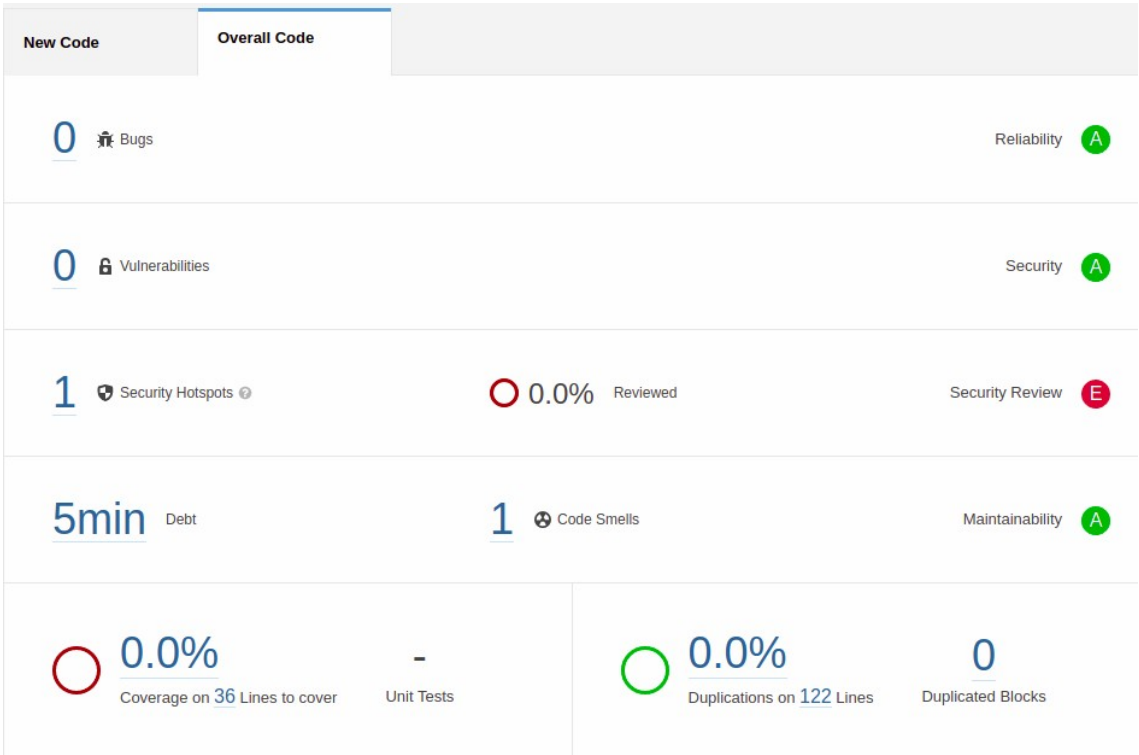 New Code Overall Code
0 Bugs Reliability A
0 Vulnerabilities Security A
1 Security Hotspots ? 0.0% Reviewed Security Review E
5min Debt 1 Code Smells Maintainability A
0.0% - 0.0% 0
Coverage on 36 Lines to cover Unit Tests Duplications on 122 Lines Duplicated Blocks